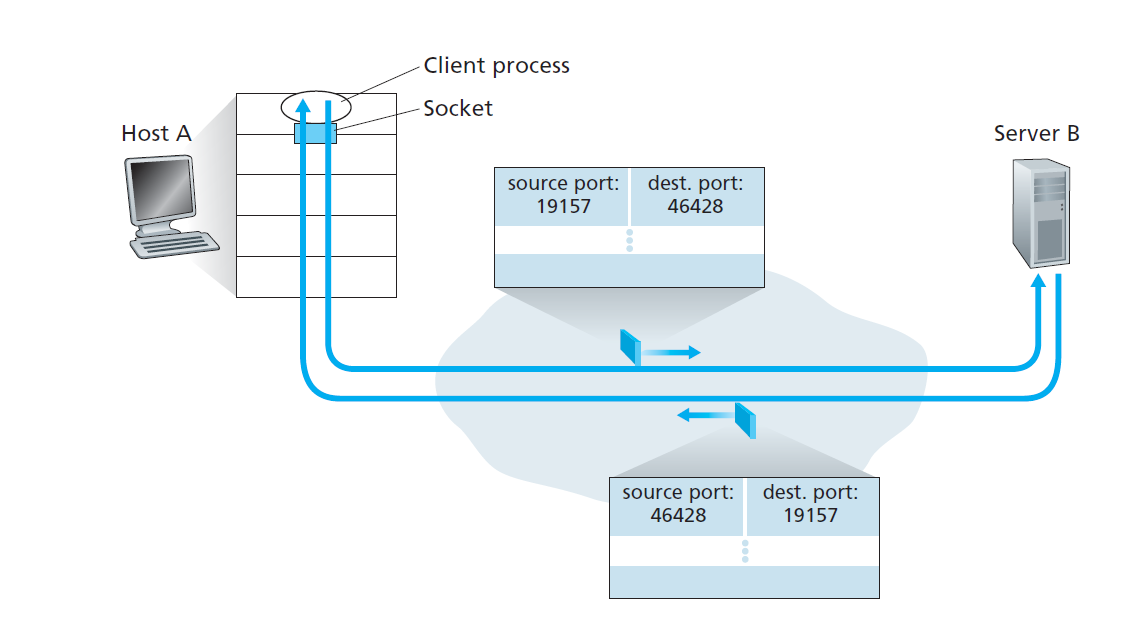 Client process
Socket
Host A
Server B
source port: dest. port:
19157 46428
source port: dest. port:
46428 19157